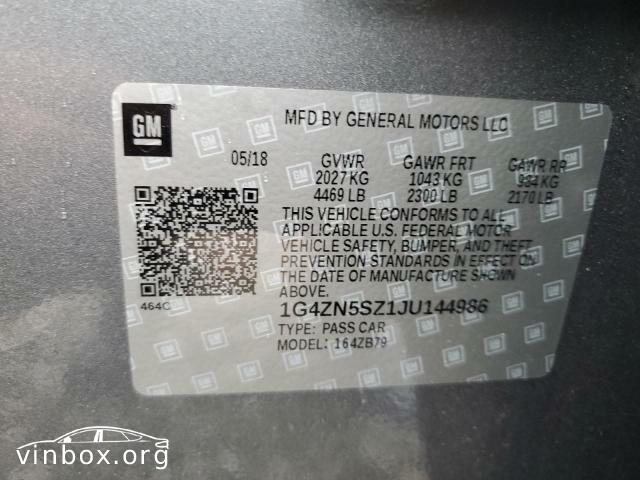 GM
MFD BY GENERAL MOTORS LLC
05/18 GVWR GAWR FRT GAWR RR
2027 KG 1043 KG 984 KG
4469 LB 2300 LB 2170 LB
THIS VEHICLE CONFORMS TO ALL
APPLICABLE U.S. FEDERAL MOTOR
VEHICLE SAFETY, BUMPER, AND THEFT
PREVENTION STANDARDS IN EFFECT ON
THE DATE OF MANUFACTURE SHOWN
ABOVE.
464C
1G4ZN5SZ1JU144986
TYPE: PASS CAR
MODEL: 164ZB79
vinbox.org